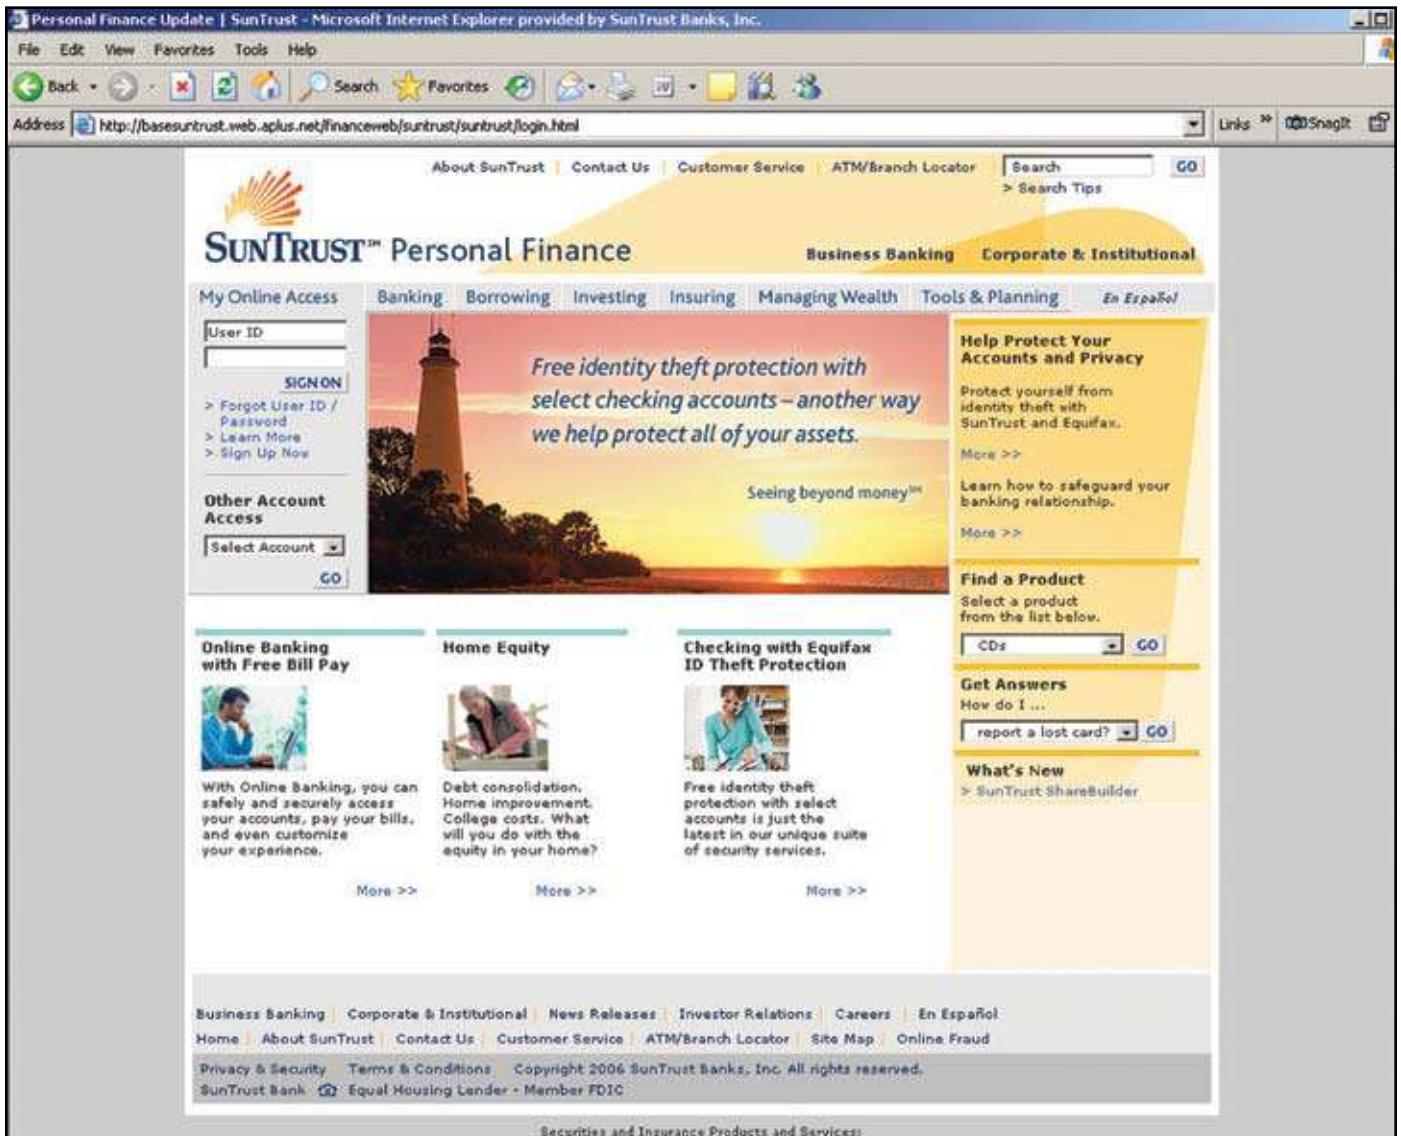 Personal Finance Update | SunTrust - Microsoft Internet Explorer provided by SunTrust Banks, Inc.
File Edit View Favorites Tools Help
Back Search Favorites
Address http://basesuntrust.web.aplus.net/financeweb/suntrust/suntrust/login.html Links » SnagIt
About SunTrust | Contact Us | Customer Service | ATM/Branch Locator Search GO
> Search Tips
SUNTRUST℠ Personal Finance
Business Banking Corporate & Institutional
My Online Access Banking Borrowing Investing Insuring Managing Wealth Tools & Planning En Español
User ID
SIGN ON
> Forgot User ID /
Password
> Learn More
> Sign Up Now
Other Account
Access
Select Account
GO
Free identity theft protection with
select checking accounts – another way
we help protect all of your assets.
Seeing beyond money℠
Help Protect Your
Accounts and Privacy
Protect yourself from
identity theft with
SunTrust and Equifax.
More >>
Learn how to safeguard your
banking relationship.
More >>
Find a Product
Select a product
from the list below.
CDs GO
Get Answers
How do I ...
report a lost card? GO
What's New
> SunTrust ShareBuilder
Online Banking
with Free Bill Pay
With Online Banking, you can
safely and securely access
your accounts, pay your bills,
and even customize
your experience.
More >>
Home Equity
Debt consolidation.
Home improvement.
College costs. What
will you do with the
equity in your home?
More >>
Checking with Equifax
ID Theft Protection
Free identity theft
protection with select
accounts is just the
latest in our unique suite
of security services.
More >>
Business Banking | Corporate & Institutional | News Releases | Investor Relations | Careers | En Español
Home | About SunTrust | Contact Us | Customer Service | ATM/Branch Locator | Site Map | Online Fraud
Privacy & Security Terms & Conditions Copyright 2006 SunTrust Banks, Inc. All rights reserved.
SunTrust Bank Equal Housing Lender - Member FDIC
Securities and Insurance Products and Services: